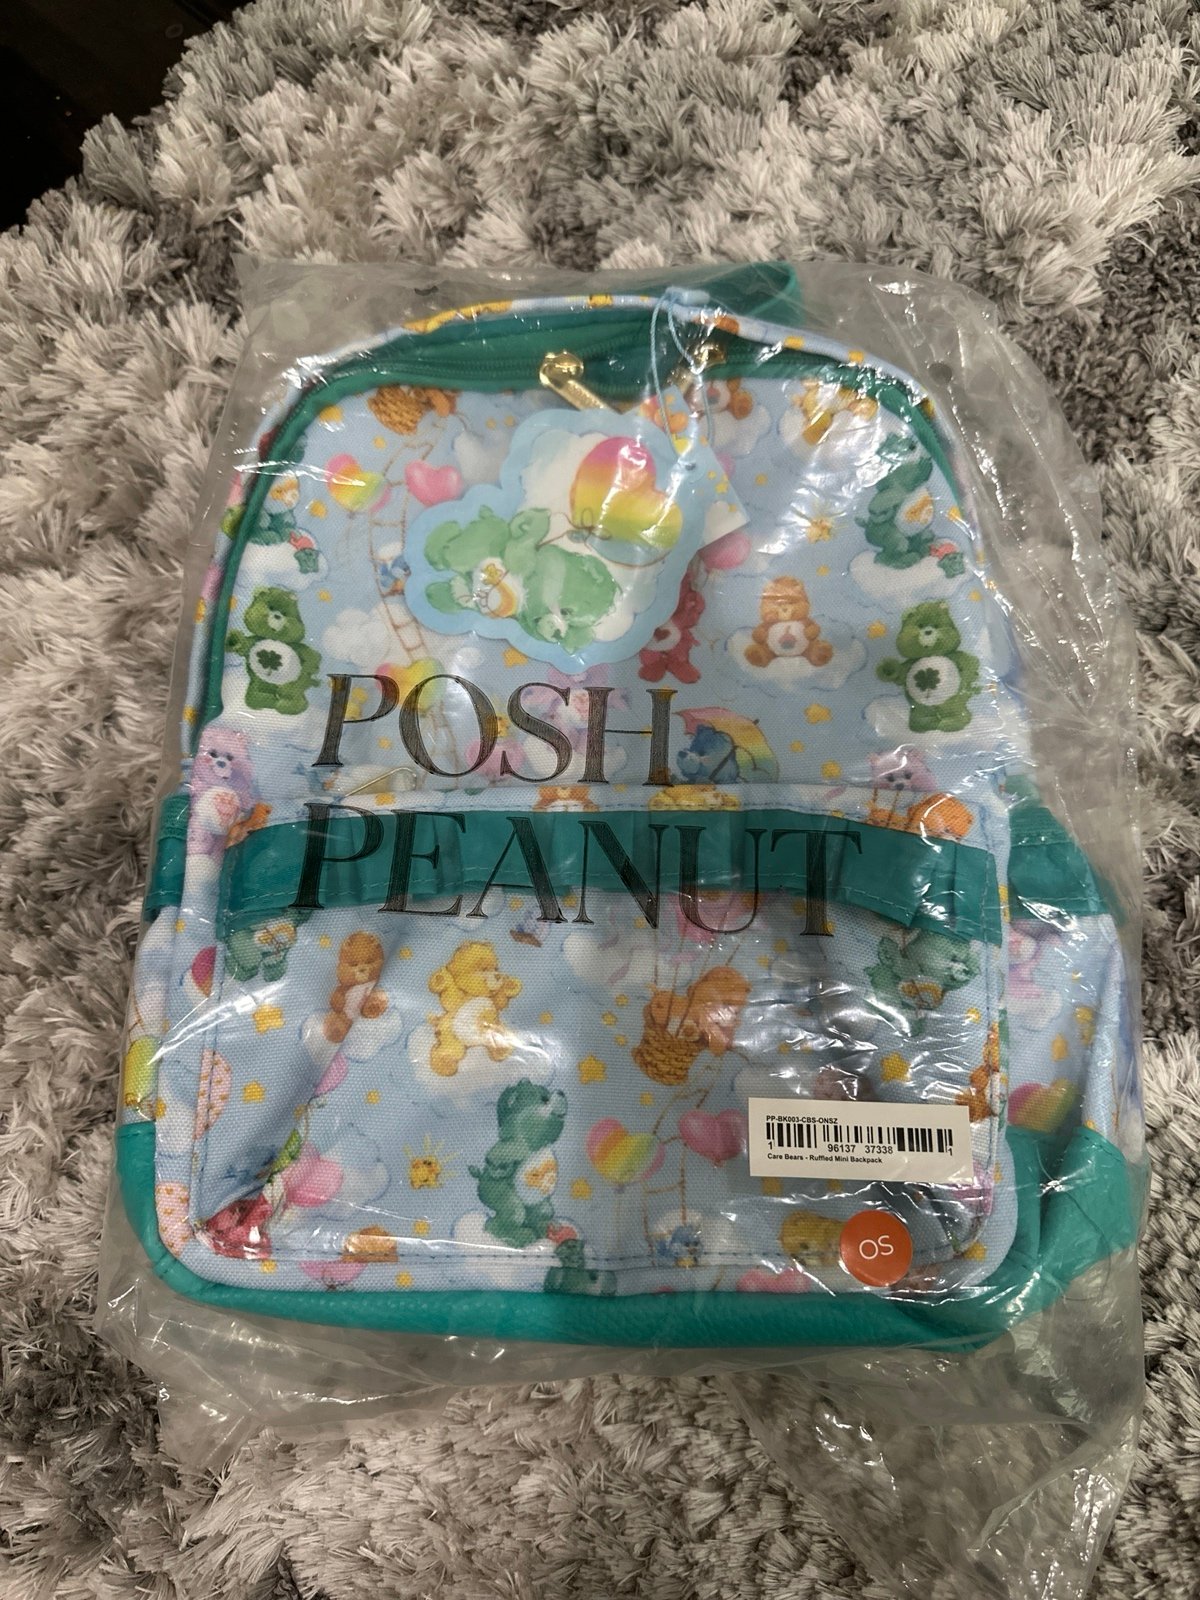 POSH
PEANUT
PP-BK003-CBS-ONSZ
1 96137 37338 1
Care Bears - Ruffled Mini Backpack
OS